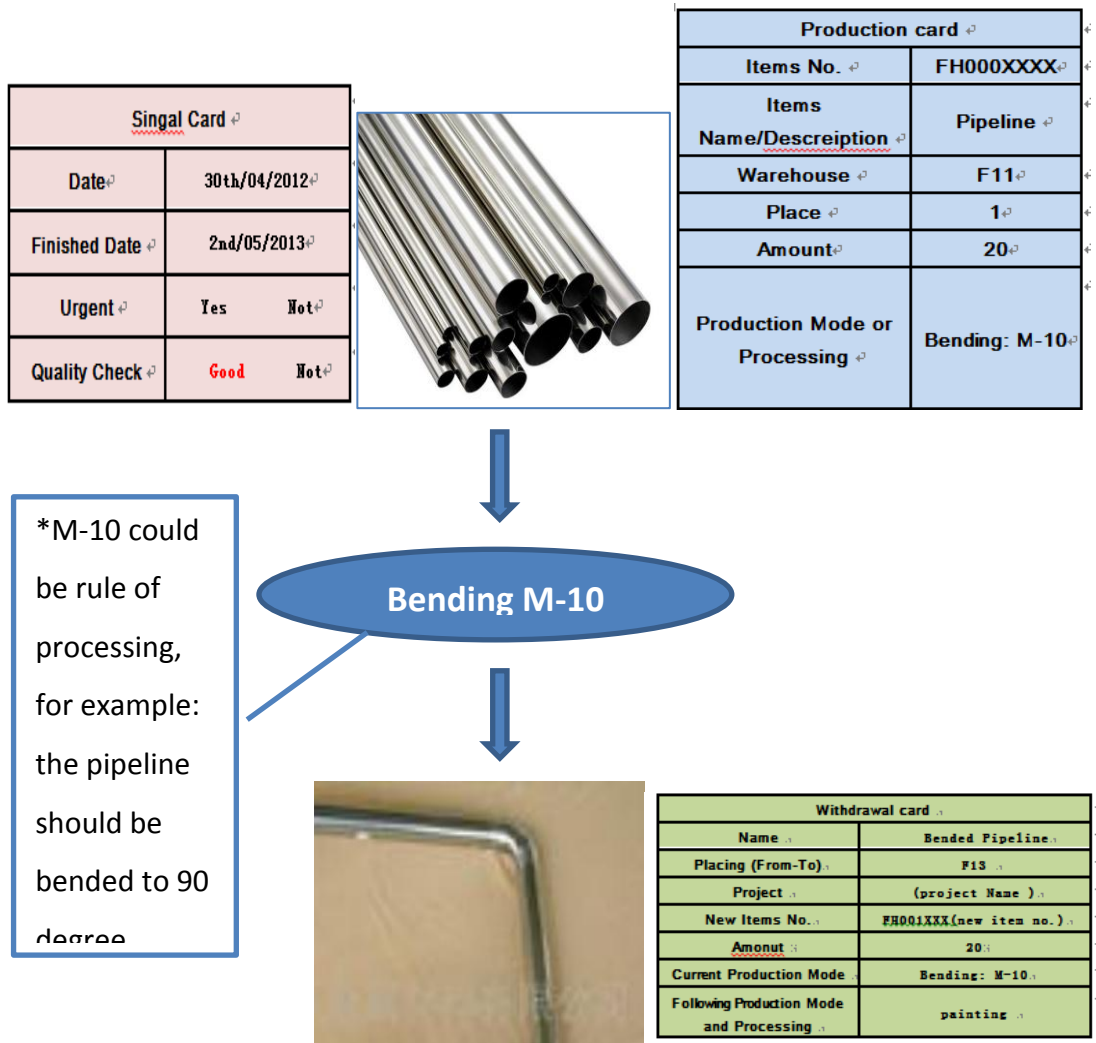 Singal Card
Date 30th/04/2012
Finished Date 2nd/05/2013
Urgent Yes Not
Quality Check Good Not
Production card
Items No. FH000XXXX
Items
Name/Descreiption Pipeline
Warehouse F11
Place 1
Amount 20
Production Mode or
Processing Bending: M-10
*M-10 could
be rule of
processing,
for example:
the pipeline
should be
bended to 90
degree
Bending M-10
Withdrawal card
Name Bended Pipeline
Placing (From-To) F13
Project (project Name )
New Items No. FH001XXX(new item no.)
Amonut 20
Current Production Mode Bending: M-10
Following Production Mode
and Processing painting